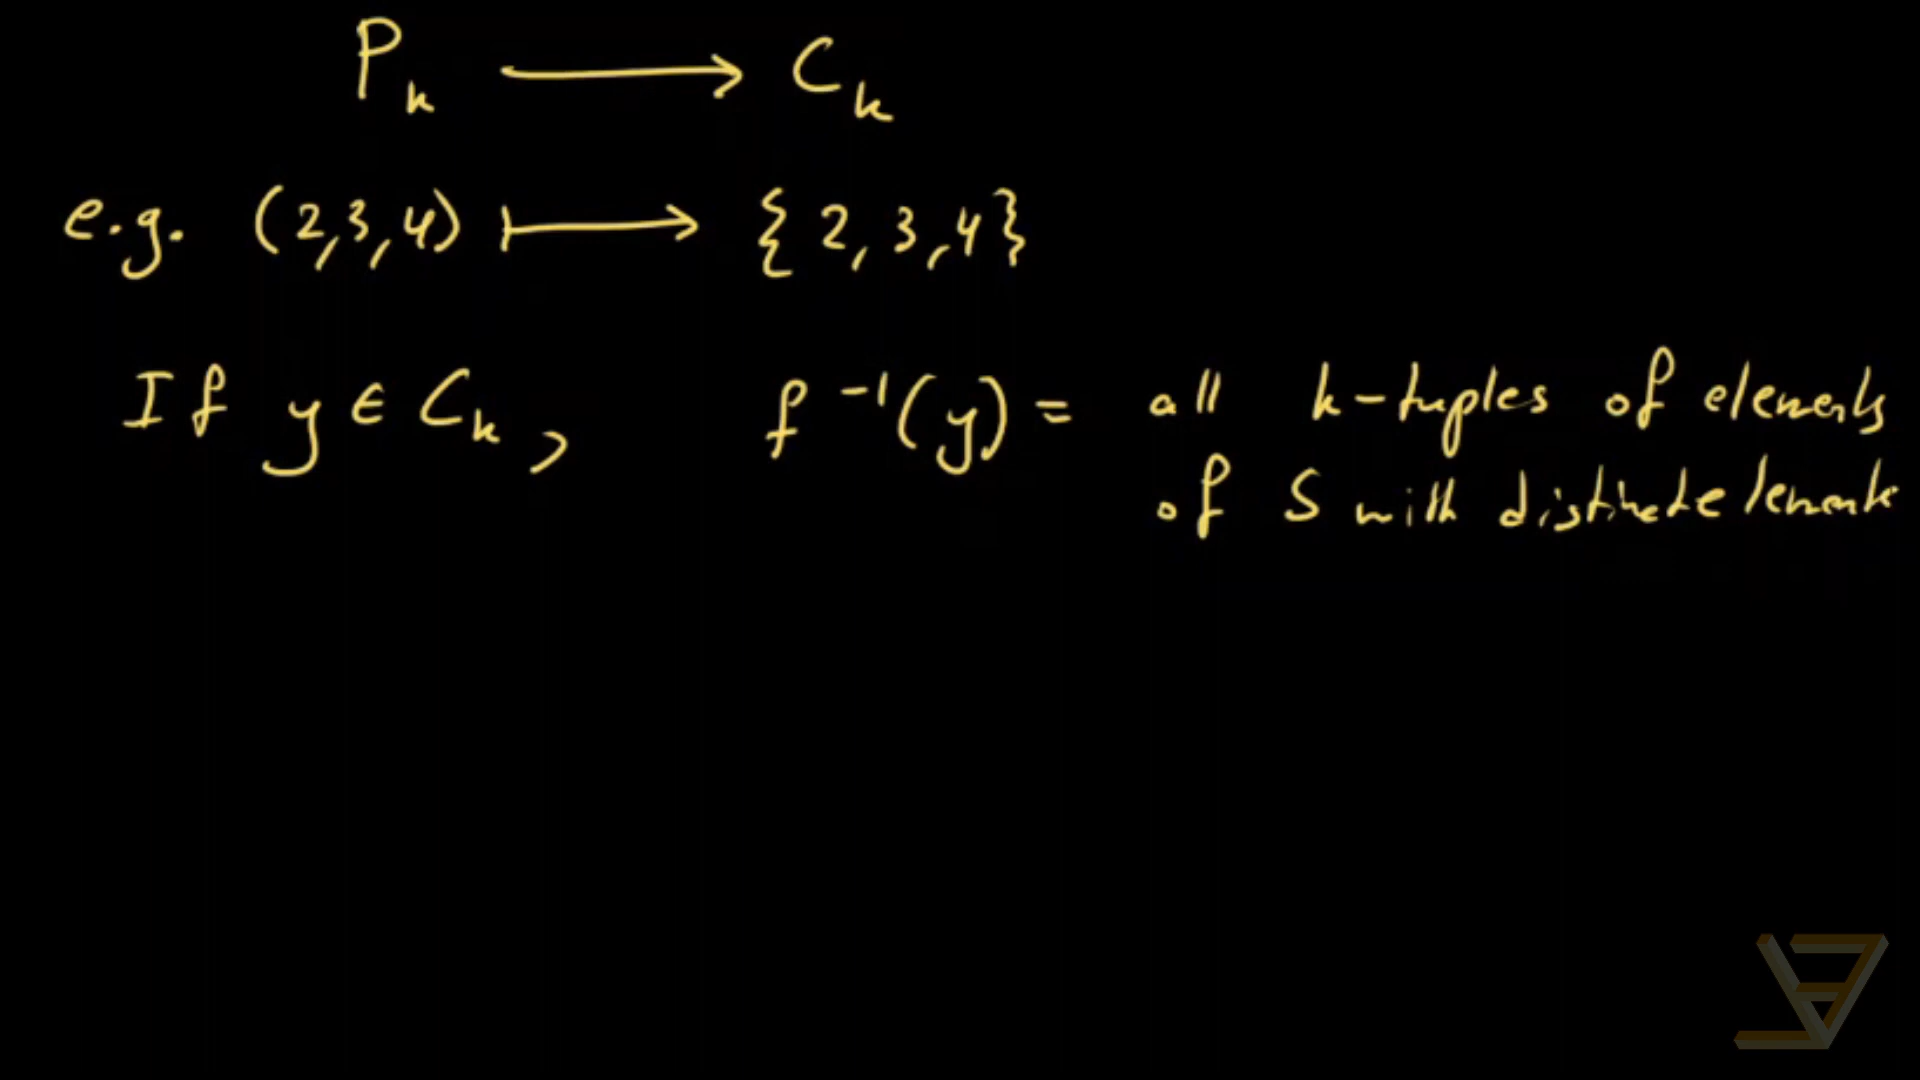 P_k ⟶ C_k
e.g. (2,3,4) ⟼ {2,3,4}
If y ∈ C_k, f⁻¹(y) = all k-tuples of elements
of S with distinct elements